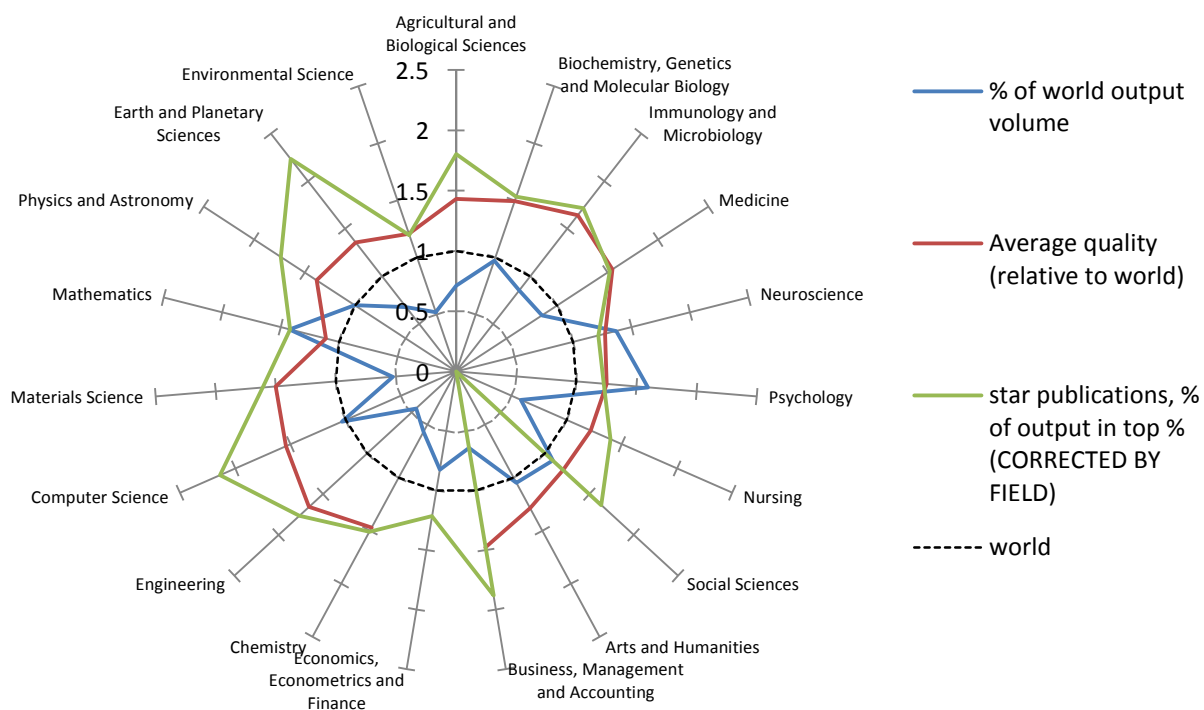 Agricultural and
Biological Sciences
Biochemistry, Genetics
and Molecular Biology
Immunology and
Microbiology
Medicine
Neuroscience
Psychology
Nursing
Social Sciences
Arts and Humanities
Business, Management
and Accounting
Economics,
Econometrics and
Finance
Chemistry
Engineering
Computer Science
Materials Science
Mathematics
Physics and Astronomy
Earth and Planetary
Sciences
Environmental Science
2.5
2
1.5
1
0.5
0
% of world output
volume
Average quality
(relative to world)
star publications, %
of output in top %
(CORRECTED BY
FIELD)
world